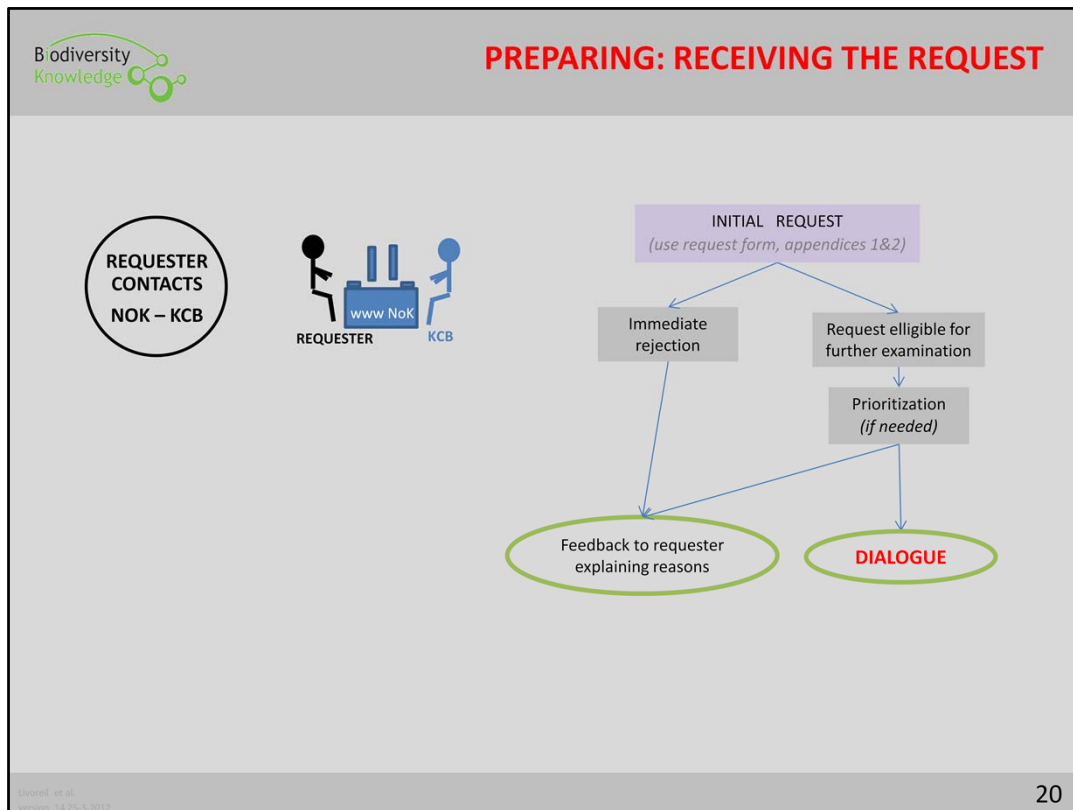 Biodiversity
Knowledge
PREPARING: RECEIVING THE REQUEST
REQUESTER
CONTACTS
NOK – KCB
www NoK
REQUESTER
KCB
INITIAL REQUEST
(use request form, appendices 1&2)
Immediate
rejection
Request elligible for
further examination
Prioritization
(if needed)
Feedback to requester
explaining reasons
DIALOGUE
et al.
version
20